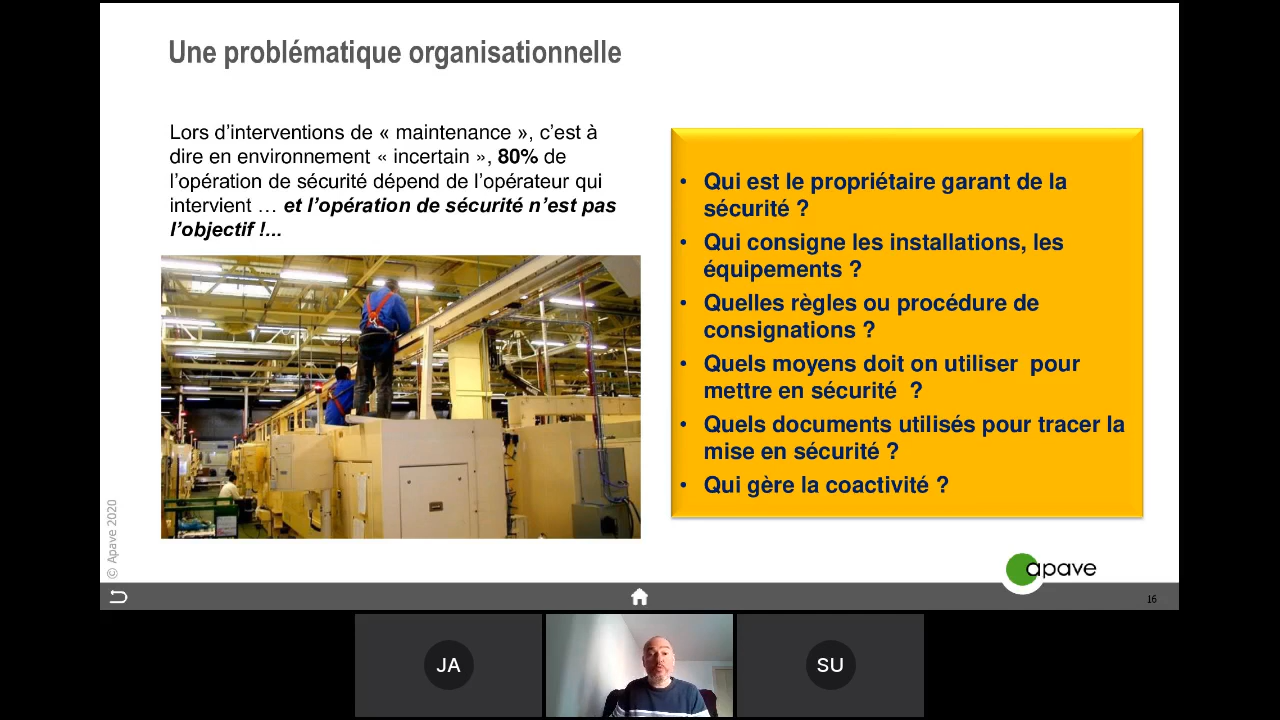 Une problématique organisationnelle
Lors d’interventions de « maintenance », c’est à
dire en environnement « incertain », 80% de
l’opération de sécurité dépend de l’opérateur qui
intervient … et l’opération de sécurité n’est pas
l’objectif !...
• Qui est le propriétaire garant de la
sécurité ?
• Qui consigne les installations, les
équipements ?
• Quelles règles ou procédure de
consignations ?
• Quels moyens doit on utiliser  pour
mettre en sécurité  ?
• Quels documents utilisés pour tracer la
mise en sécurité ?
• Qui gère la coactivité ?
© Apave 2020
apave
16
JA
SU